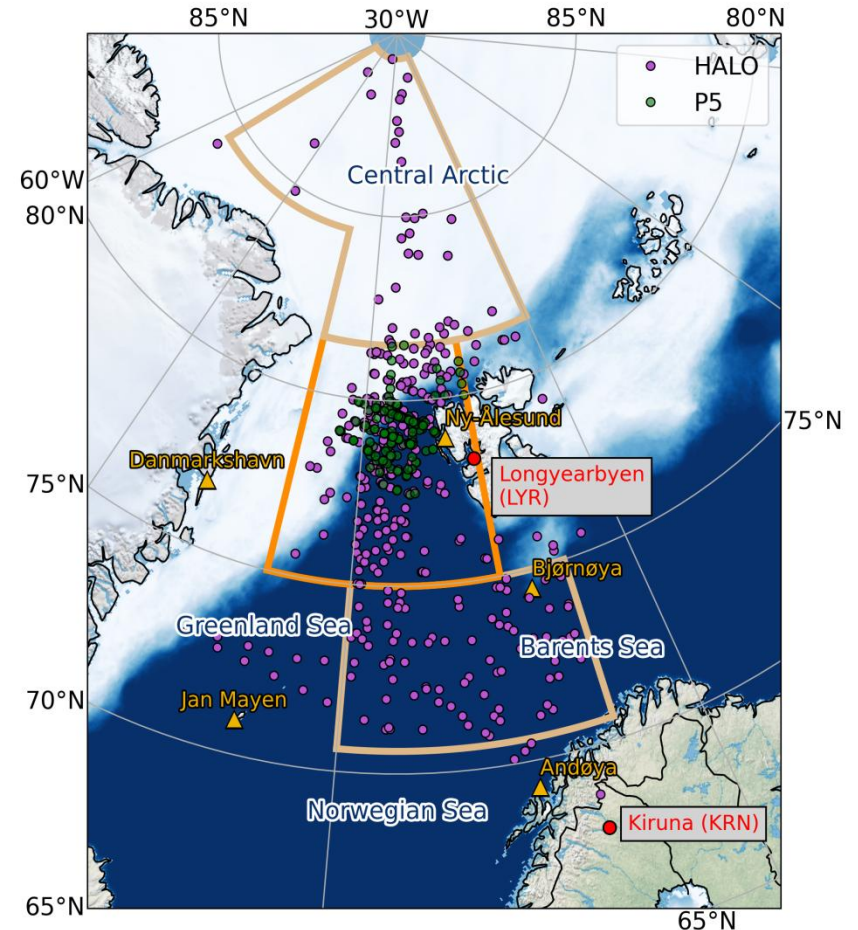 85°N
30°W
85°N
80°N
HALO
P5
Central Arctic
60°W
80°N
75°N
Ny-Ålesund
Danmarkshavn
Longyearbyen
(LYR)
75°N
Bjørnøya
Greenland Sea
Barents Sea
70°N
Jan Mayen
Andøya
Norwegian Sea
Kiruna (KRN)
65°N
65°N